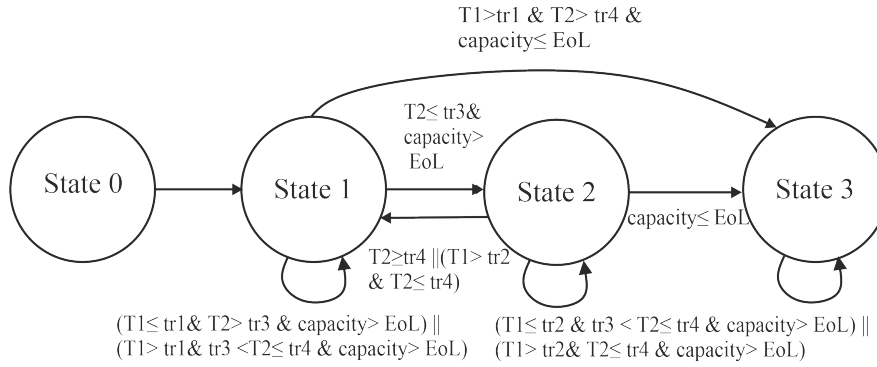 T1>tr1 & T2> tr4 &
capacity≤ EoL
T2≤ tr3&
capacity>
EoL
State 0
State 1
State 2
State 3
capacity≤ EoL
T2≥tr4 ||(T1> tr2
& T2≤ tr4)
(T1≤ tr1& T2> tr3 & capacity> EoL) ||
(T1> tr1& tr3 <T2≤ tr4 & capacity> EoL)
(T1≤ tr2 & tr3 < T2≤ tr4 & capacity> EoL) ||
(T1> tr2& T2≤ tr4 & capacity> EoL)